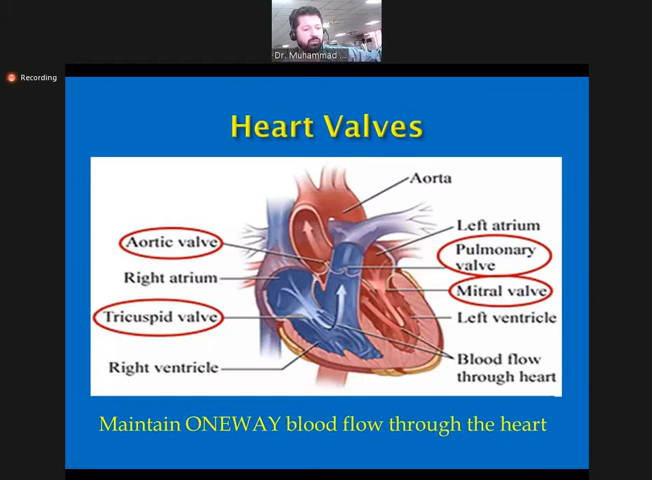 Dr. Muhammad ...
Recording
Heart Valves
Aorta
Aortic valve
Left atrium
Pulmonary
valve
Right atrium
Mitral valve
Tricuspid valve
Left ventricle
Right ventricle
Blood flow
through heart
Maintain ONEWAY blood flow through the heart